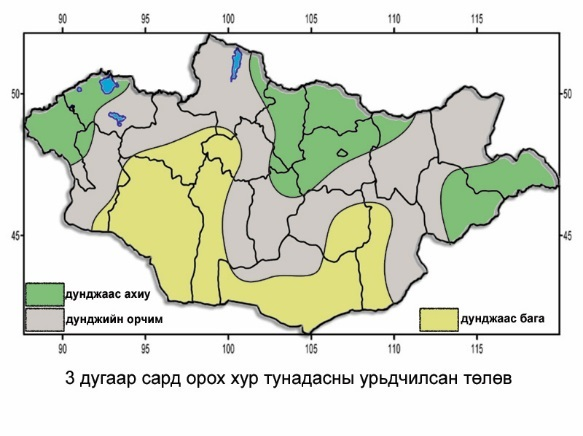 90 95 100 105 110 115
50 50
45 45
дунджаас ахиу
дунджийн орчим
дунджаас бага
90 95 100 105 110 115
3 дугаар сард орох хур тунадасны урьдчилсан төлөв